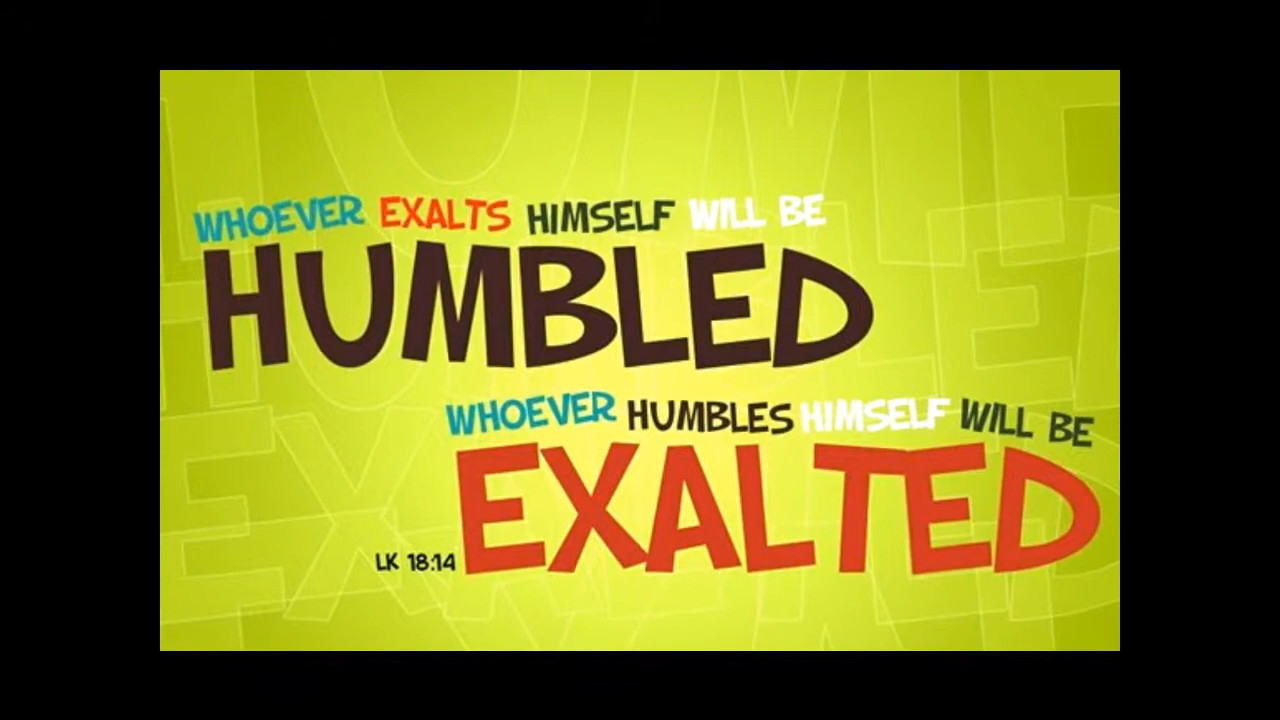 WHOEVER EXALTS HIMSELF WILL BE
HUMBLED
WHOEVER HUMBLES HIMSELF WILL BE
EXALTED
LK 18:14